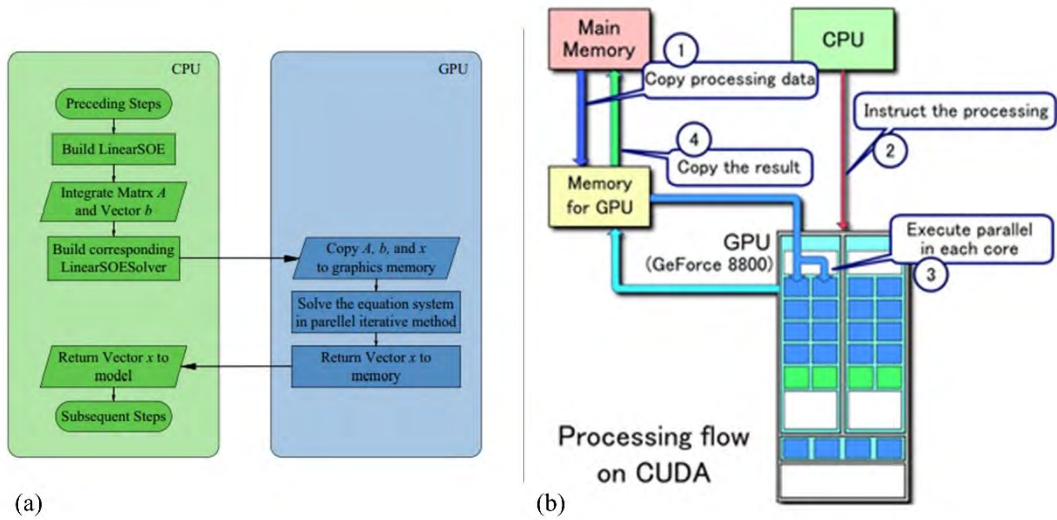 CPU
Preceding Steps
Build LinearSOE
Integrate Matrx A
and Vector b
Build corresponding
LinearSOESolver
Return Vector x to
model
Subsequent Steps
GPU
Copy A, b, and x
to graphics memory
Solve the equation system
in parellel iterative method
Return Vector x to
memory
(a)
Main
Memory
CPU
1
Copy processing data
Instruct the processing
2
4
Copy the result
Memory
for GPU
GPU
(GeForce 8800)
Execute parallel
in each core
3
Processing flow
on CUDA
(b)